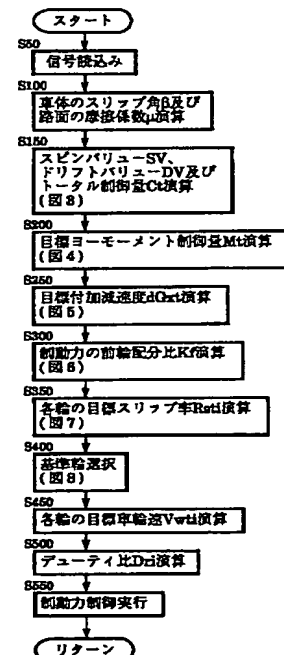 スタート
S50
信号読込み
S100
車体のスリップ角β及び
路面の摩擦係数μ演算
S150
スピンバリューSV、
ドリフトバリューDV及び
トータル制御量Ct演算
(図3)
S200
目標ヨーモーメント制御量Mt演算
(図4)
S250
目標付加減速度dGxt演算
(図5)
S300
制動力の前輪配分比Kf演算
(図6)
S350
各輪の目標スリップ率Rsti演算
(図7)
S400
基準輪選択
(図8)
S450
各輪の目標車輪速Vwti演算
S500
デューティ比Dri演算
S550
制動力制御実行
リターン